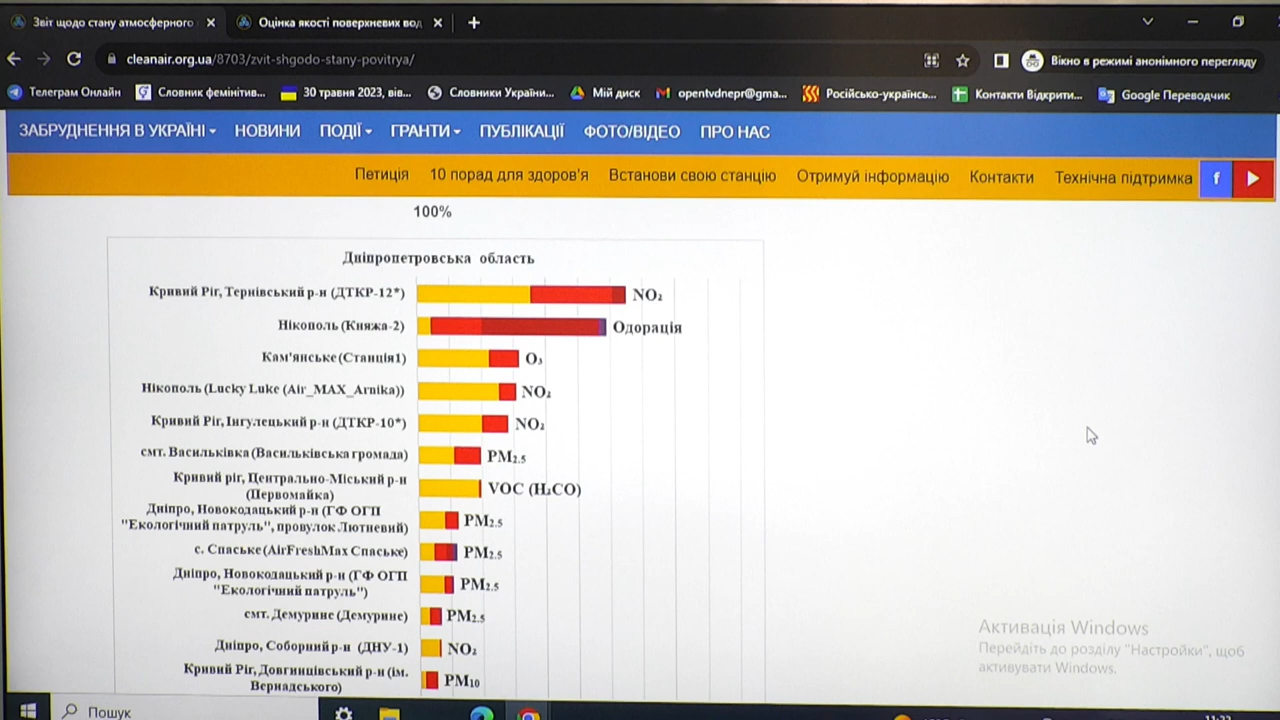 Звіт щодо стану атмосферного
Оцінка якості поверхневих вод
cleanair.org.ua/8703/zvit-shgodo-stany-povitrya/
Вікно в режимі анонімного перегляду
Телеграм Онлайн
Словник фемінітив...
30 травня 2023, вів...
Словники України...
Мій диск
opentvdnepr@gma...
Російсько-українсь...
Контакти Відкрити...
Google Переводчик
ЗАБРУДНЕННЯ В УКРАЇНІ НОВИНИ ПОДІЇ ГРАНТИ ПУБЛІКАЦІЇ ФОТО/ВІДЕО ПРО НАС
Петиція 10 порад для здоров'я Встанови свою станцію Отримуй інформацію Контакти Технічна підтримка f
100%
Дніпропетровська область
Кривий Ріг, Тернівський р-н (ДТКР-12*) NO₂
Нікополь (Княжа-2) Одорація
Кам'янське (Станція1) O₃
Нікополь (Lucky Luke (Air_MAX_Arnika)) NO₂
Кривий Ріг, Інгулецький р-н (ДТКР-10*) NO₂
смт. Васильківка (Васильківська громада) PM₂.₅
Кривий ріг, Центрально-Міський р-н
(Первомайка) VOC (H₂CO)
Дніпро, Новокодацький р-н (ГФ ОГП
"Екологічний патруль", провулок Лютневий) PM₂.₅
с. Спаське (AirFreshMax Спаське) PM₂.₅
Дніпро, Новокодацький р-н (ГФ ОГП
"Екологічний патруль") PM₂.₅
смт. Демурине (Демурине) PM₂.₅
Дніпро, Соборний р-н (ДНУ-1) NO₂
Кривий Ріг, Довгинцівський р-н (ім.
Вернадського) PM₁₀
Активація Windows
Перейдіть до розділу "Настройки", щоб
активувати Windows.
Пошук